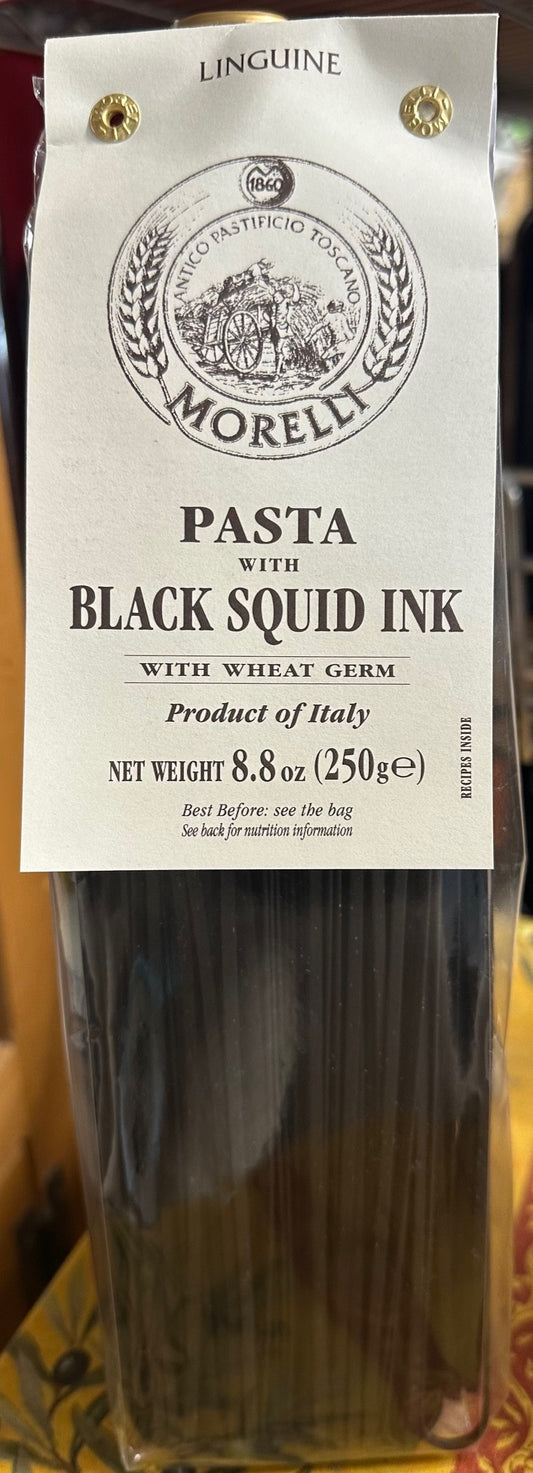 LINGUINE
1860
ANTICO PASTIFICIO TOSCANO
MORELLI
PASTA
WITH
BLACK SQUID INK
WITH WHEAT GERM
Product of Italy
NET WEIGHT 8.8 oz (250g℮)
RECIPES INSIDE
Best Before: see the bag
See back for nutrition information